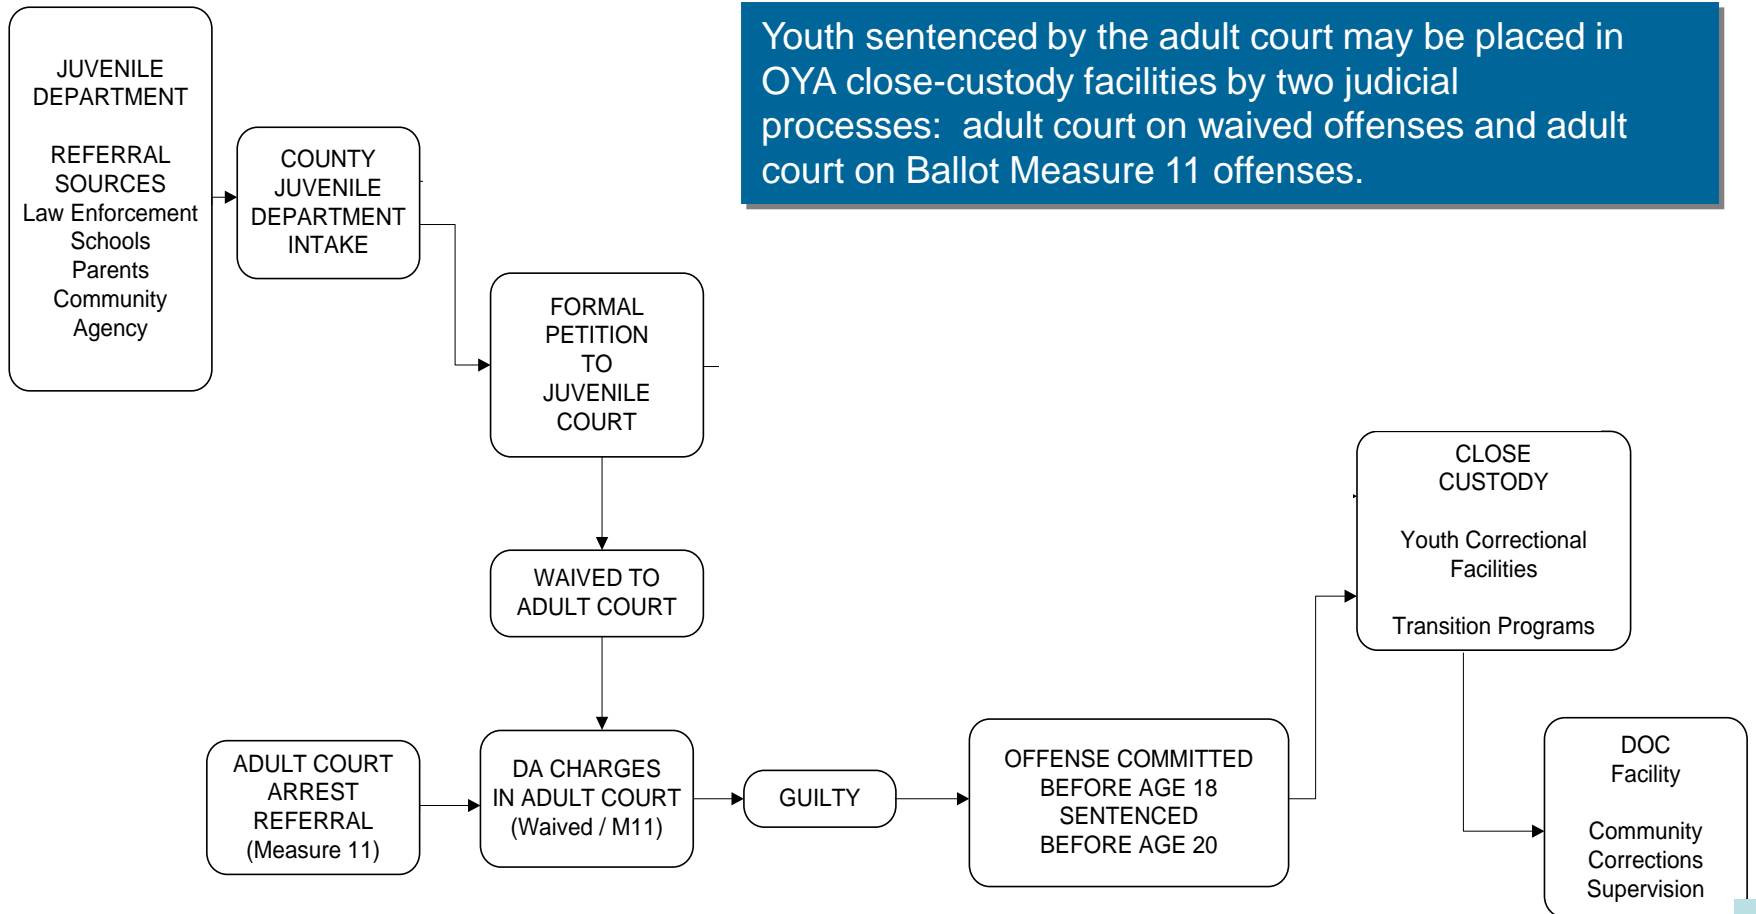 Youth sentenced by the adult court may be placed in
OYA close-custody facilities by two judicial
processes: adult court on waived offenses and adult
court on Ballot Measure 11 offenses.
JUVENILE
DEPARTMENT
REFERRAL
SOURCES
Law Enforcement
Schools
Parents
Community
Agency
COUNTY
JUVENILE
DEPARTMENT
INTAKE
FORMAL
PETITION
TO
JUVENILE
COURT
WAIVED TO
ADULT COURT
ADULT COURT
ARREST
REFERRAL
(Measure 11)
DA CHARGES
IN ADULT COURT
(Waived / M11)
GUILTY
OFFENSE COMMITTED
BEFORE AGE 18
SENTENCED
BEFORE AGE 20
CLOSE
CUSTODY
Youth Correctional
Facilities
Transition Programs
DOC
Facility
Community
Corrections
Supervision